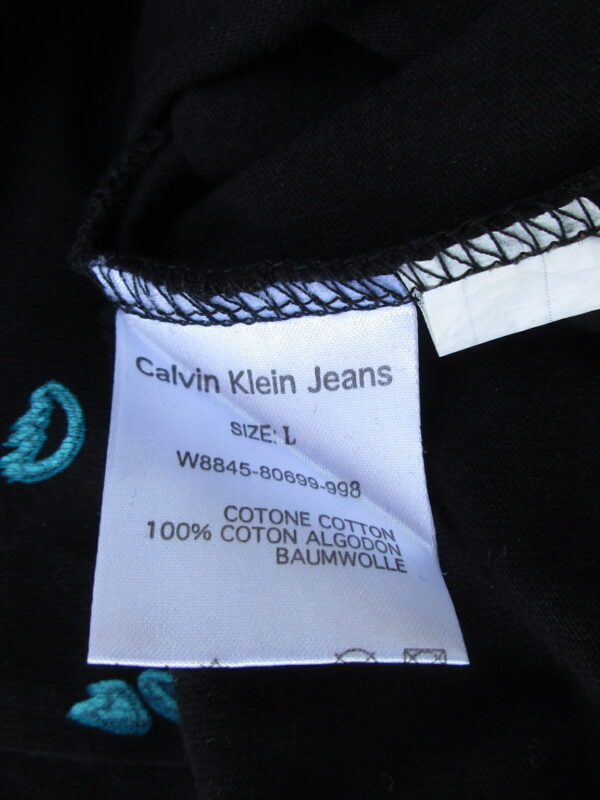 Calvin Klein Jeans
SIZE: L
W8845-80699-998
COTONE COTTON
100% COTON ALGODON
BAUMWOLLE